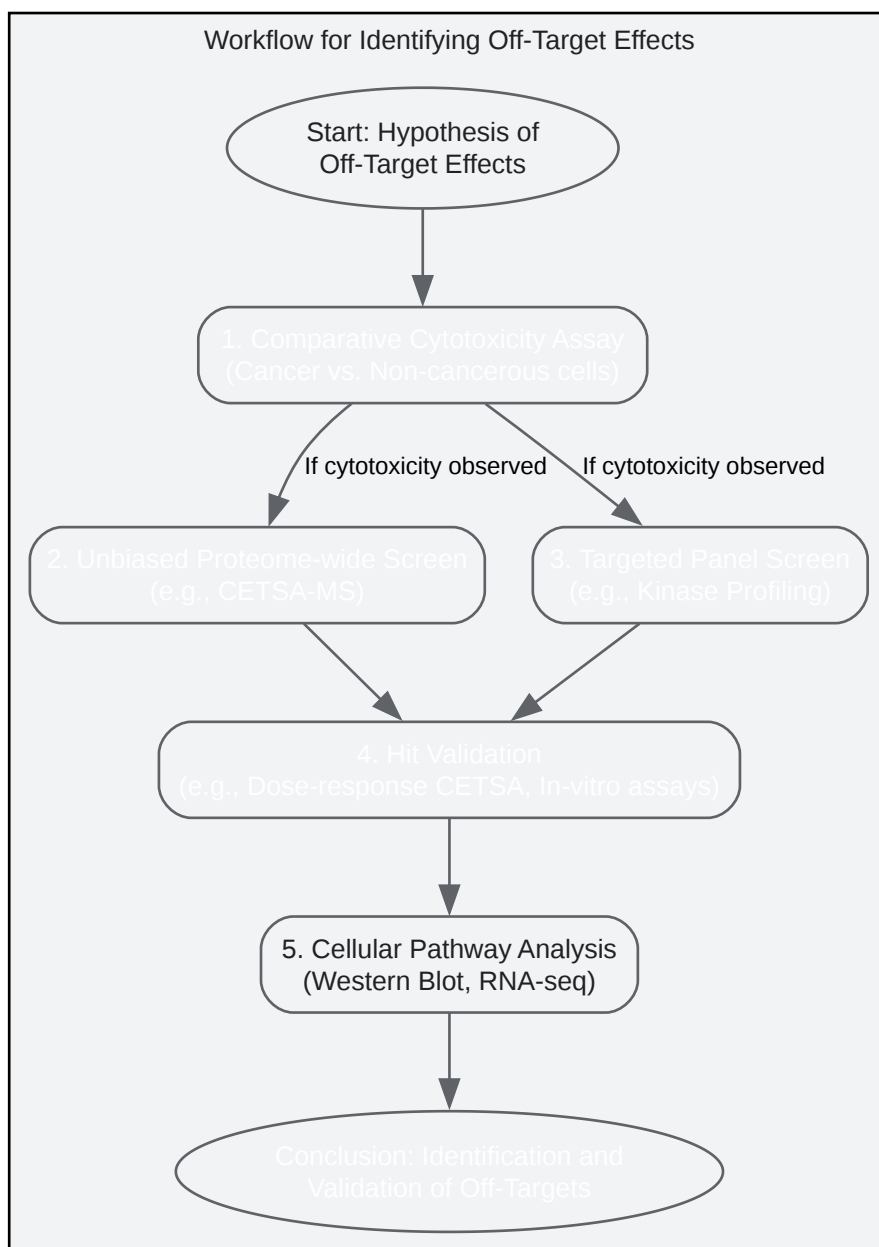 Workflow for Identifying Off-Target Effects
Start: Hypothesis of
Off-Target Effects
1. Comparative Cytotoxicity Assay
(Cancer vs. Non-cancerous cells)
If cytotoxicity observed
If cytotoxicity observed
2. Unbiased Proteome-wide Screen
(e.g., CETSA-MS)
3. Targeted Panel Screen
(e.g., Kinase Profiling)
4. Hit Validation
(e.g., Dose-response CETSA, In-vitro assays)
5. Cellular Pathway Analysis
(Western Blot, RNA-seq)
Conclusion: Identification and
Validation of Off-Targets